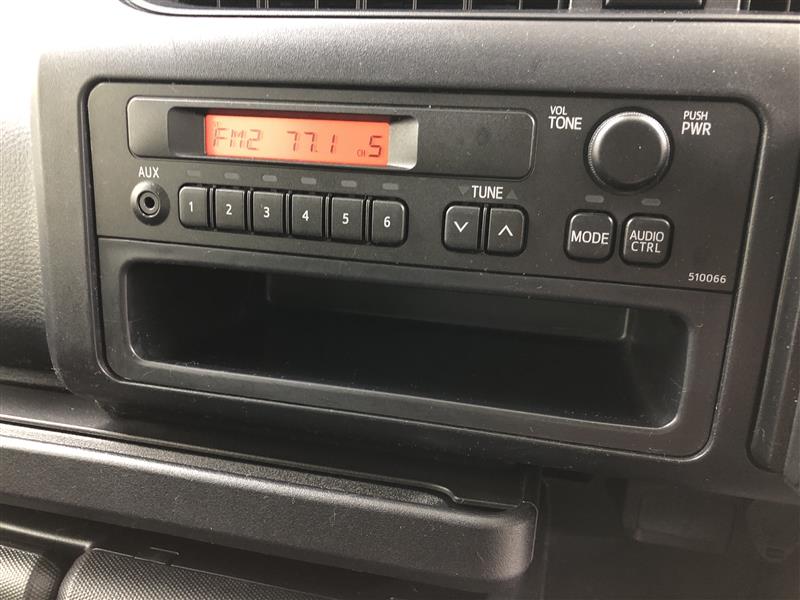 FM2 77.1 CH 5
VOL
TONE
PUSH
PWR
AUX
1 2 3 4 5 6
TUNE
MODE
AUDIO
CTRL
510066